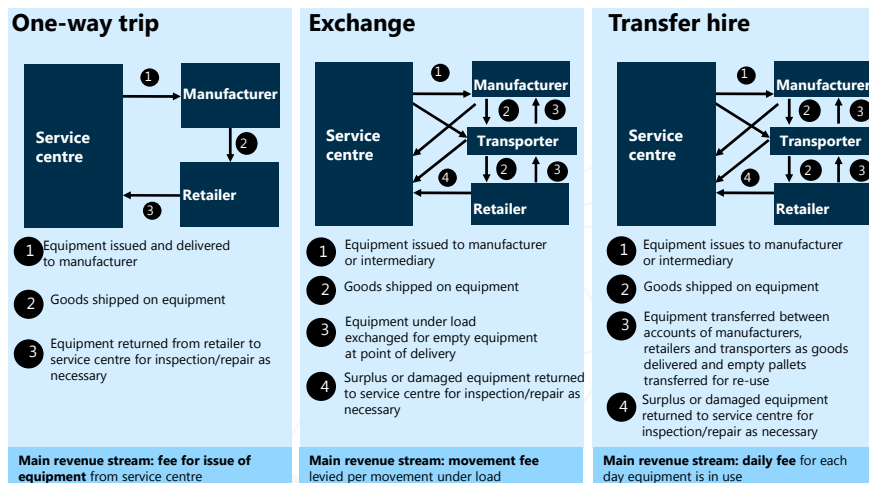 One-way trip
1
Manufacturer
Service
centre
2
Retailer
3
1 Equipment issued and delivered
to manufacturer
2 Goods shipped on equipment
3 Equipment returned from retailer to
service centre for inspection/repair as
necessary
Main revenue stream: fee for issue of
equipment from service centre
Exchange
1
Manufacturer
2
3
Service
centre
Transporter
2
3
4
Retailer
1 Equipment issued to manufacturer
or intermediary
2 Goods shipped on equipment
3 Equipment under load
exchanged for empty equipment
at point of delivery
4 Surplus or damaged equipment returned
to service centre for inspection/repair as
necessary
Main revenue stream: movement fee
levied per movement under load
Transfer hire
1
Manufacturer
2
3
Service
centre
Transporter
2
3
4
Retailer
1 Equipment issues to manufacturer
or intermediary
2 Goods shipped on equipment
3 Equipment transferred between
accounts of manufacturers,
retailers and transporters as goods
delivered and empty pallets
transferred for re-use
4 Surplus or damaged equipment
returned to service centre for
inspection/repair as necessary
Main revenue stream: daily fee for each
day equipment is in use